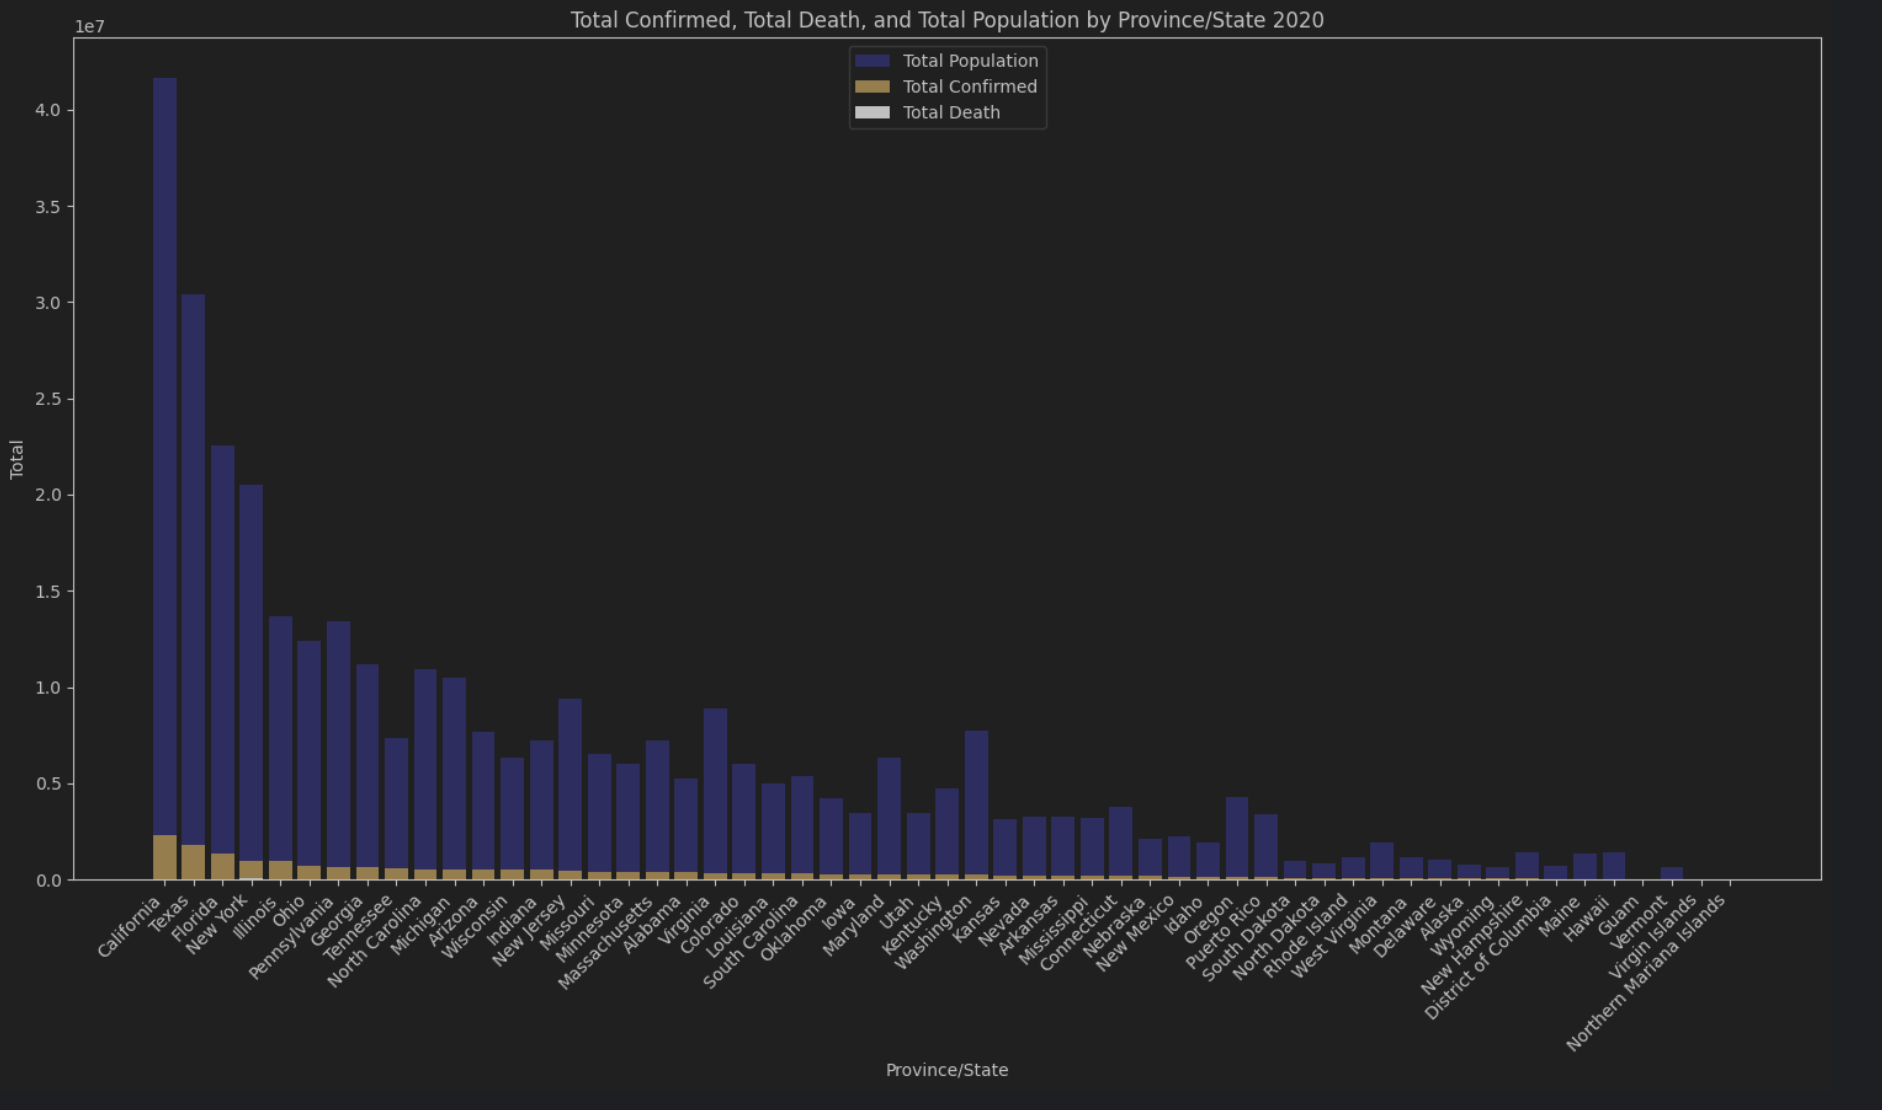 Total Confirmed, Total Death, and Total Population by Province/State 2020
1e7
Total Population
Total Confirmed
Total Death
4.0
3.5
3.0
2.5
2.0
1.5
1.0
0.5
0.0
Total
California
Texas
Florida
New York
Illinois
Ohio
Pennsylvania
Georgia
Tennessee
North Carolina
Michigan
Arizona
Wisconsin
Indiana
New Jersey
Missouri
Minnesota
Massachusetts
Alabama
Virginia
Colorado
Louisiana
South Carolina
Oklahoma
Iowa
Maryland
Utah
Kentucky
Washington
Kansas
Nevada
Arkansas
Mississippi
Connecticut
Nebraska
New Mexico
Idaho
Oregon
Puerto Rico
South Dakota
North Dakota
Rhode Island
West Virginia
Montana
Delaware
Alaska
Wyoming
New Hampshire
District of Columbia
Maine
Hawaii
Guam
Vermont
Virgin Islands
Northern Mariana Islands
Province/State